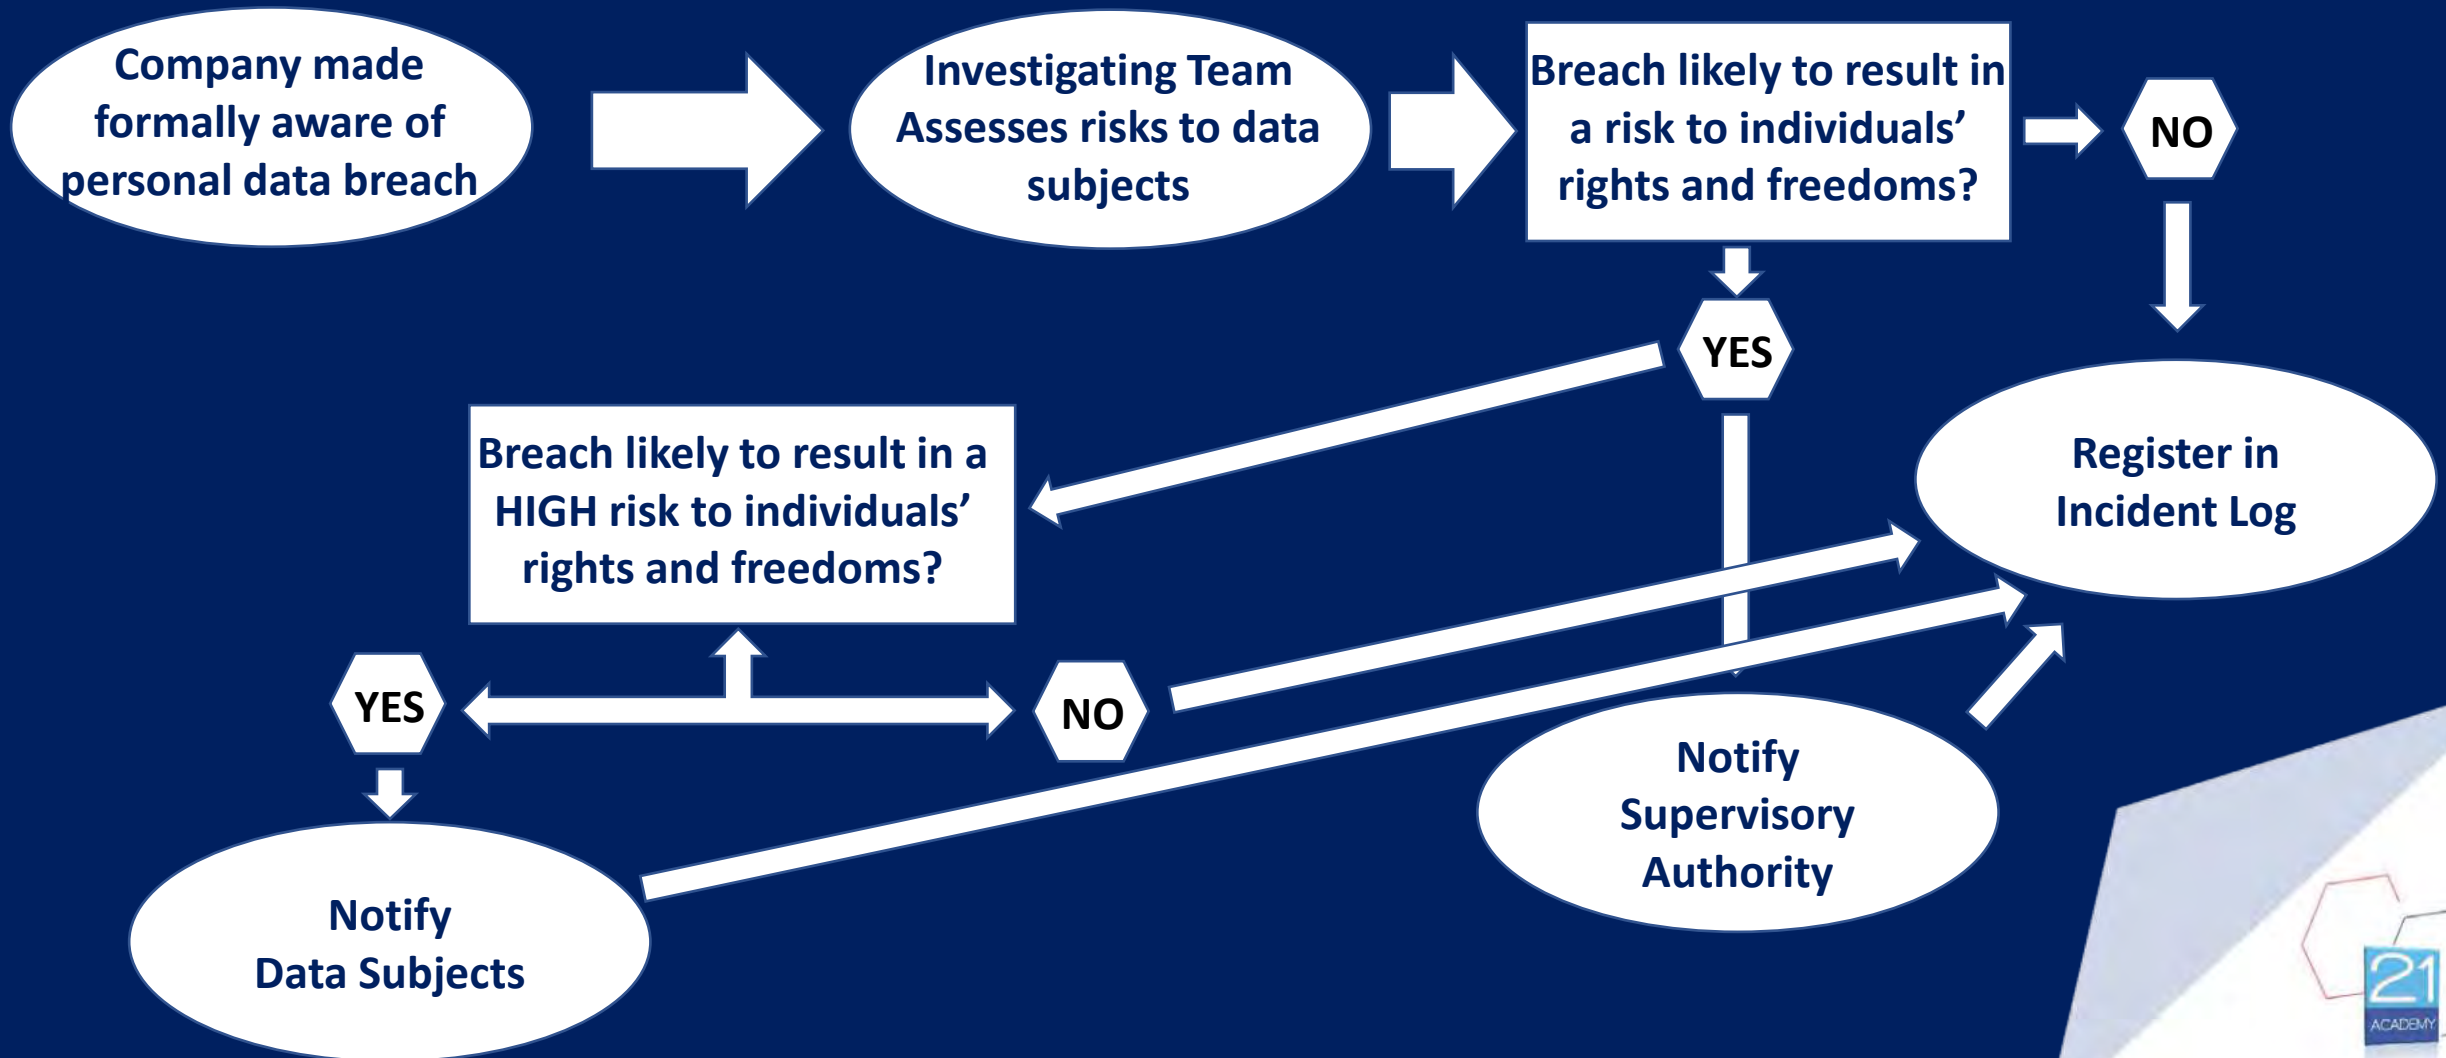 Company made
formally aware of
personal data breach
Investigating Team
Assesses risks to data
subjects
Breach likely to result in
a risk to individuals’
rights and freedoms?
NO
YES
Register in
Incident Log
Breach likely to result in a
HIGH risk to individuals’
rights and freedoms?
YES
NO
Notify
Supervisory
Authority
Notify
Data Subjects
21
ACADEMY